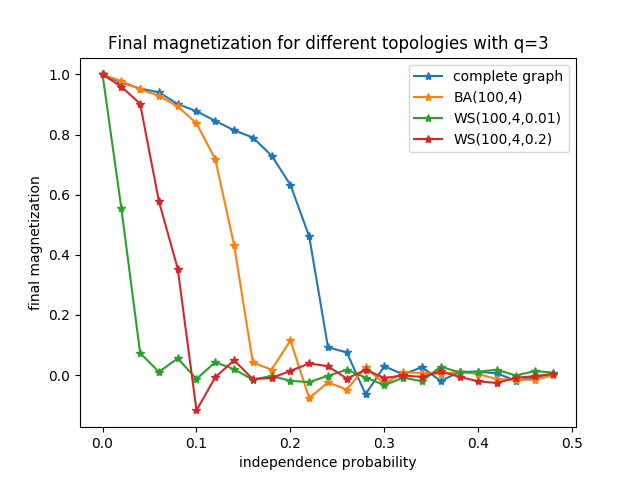 Final magnetization for different topologies with q=3
complete graph
BA(100,4)
WS(100,4,0.01)
WS(100,4,0.2)
final magnetization
1.0
0.8
0.6
0.4
0.2
0.0
0.0 0.1 0.2 0.3 0.4 0.5
independence probability